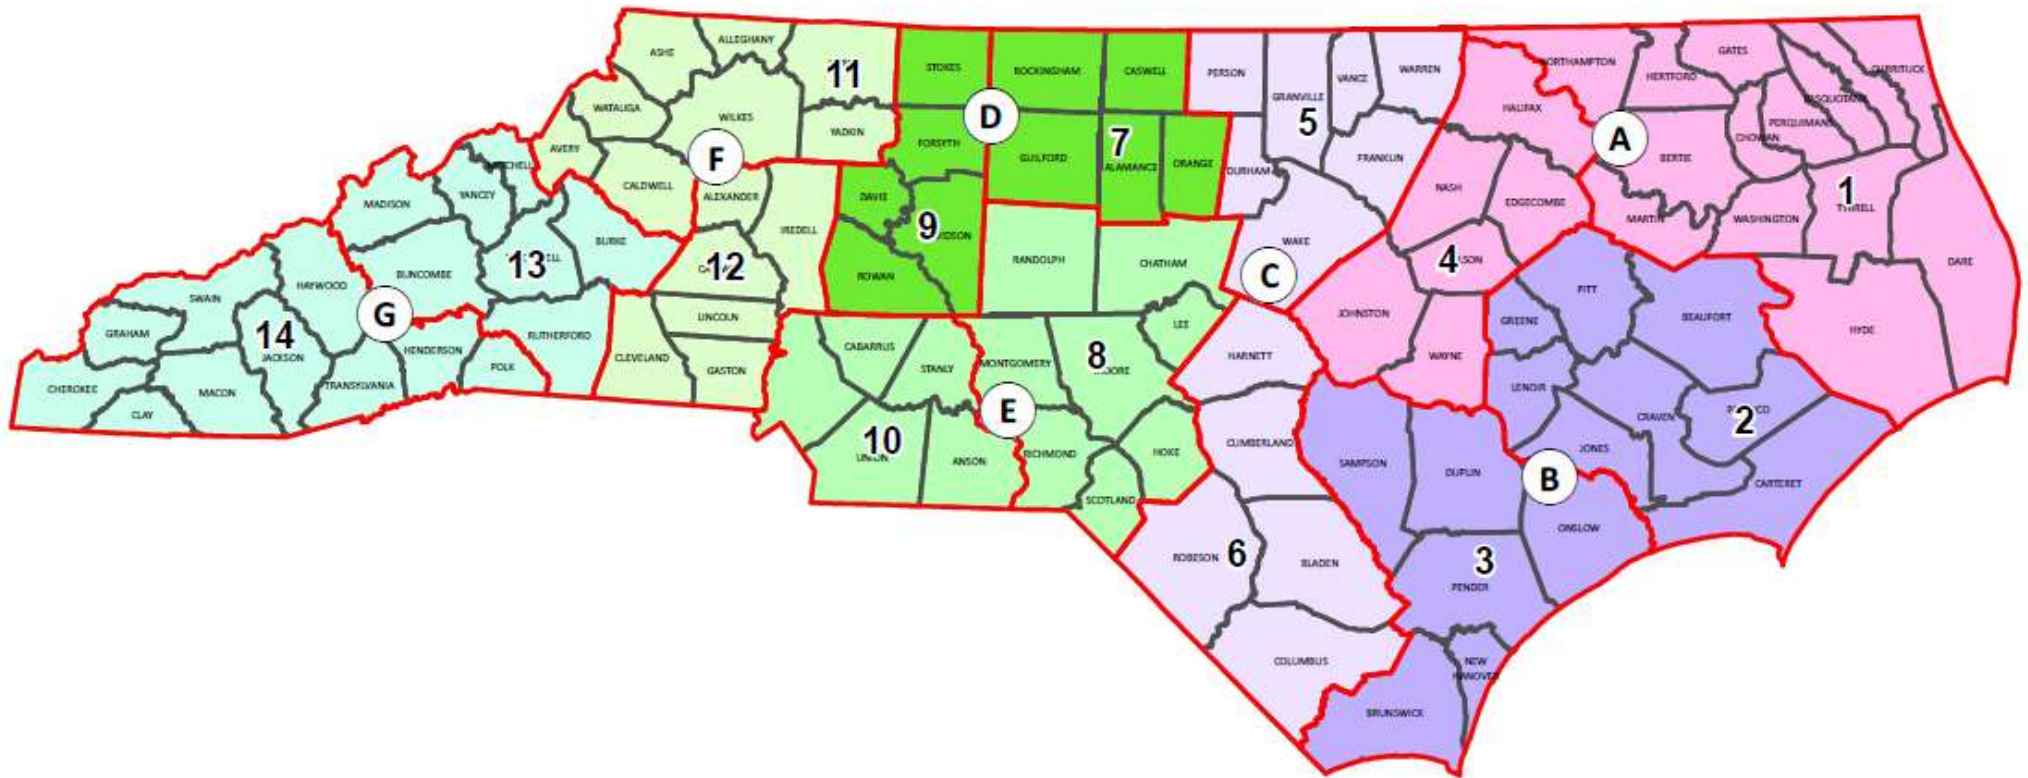 ALLEGHANY
ASHE
11
STOKES
ROCKINGHAM
CASWELL
PERSON
VANCE
WARREN
GRANVILLE
5
NORTHAMPTON
GATES
HERTFORD
CURRITUCK
PASQUOTANK
HALIFAX
PERQUIMANS
CHOWAN
A
BERTIE
WATAUGA
WILKES
YADKIN
D
FORSYTH
GUILFORD
7
ALAMANCE
ORANGE
DURHAM
FRANKLIN
AVERY
F
MITCHELL
YANCEY
CALDWELL
ALEXANDER
DAVIE
NASH
EDGECOMBE
MARTIN
WASHINGTON
1
MADISON
BURKE
IREDELL
9
WAKE
BUNCOMBE
13
12
ROWAN
RANDOLPH
CHATHAM
C
4
DARE
HAYWOOD
SWAIN
G
LINCOLN
JOHNSTON
GREENE
PITT
BEAUFORT
HYDE
GRAHAM
14
JACKSON
HENDERSON
RUTHERFORD
CLEVELAND
GASTON
CABARRUS
STANLY
MONTGOMERY
8
LEE
HARNETT
WAYNE
LENOIR
CHEROKEE
MACON
TRANSYLVANIA
POLK
CLAY
10
ANSON
E
RICHMOND
HOKE
CUMBERLAND
SAMPSON
DUPLIN
JONES
CRAVEN
2
SCOTLAND
B
CARTERET
ONSLOW
ROBESON
6
BLADEN
3
PENDER
COLUMBUS
NEW
HANOVER
BRUNSWICK